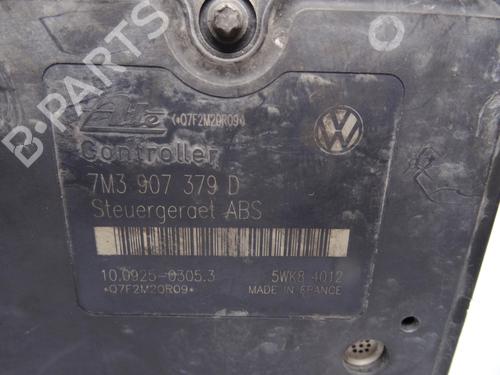 B-PARTS
Ate (*Q7F2M20R09*)
Controller
7M3 907 379 D
Steuergeraet ABS
10.0925-0305.3 5WK8 4012
*Q7F2M20R09* MADE IN FRANCE